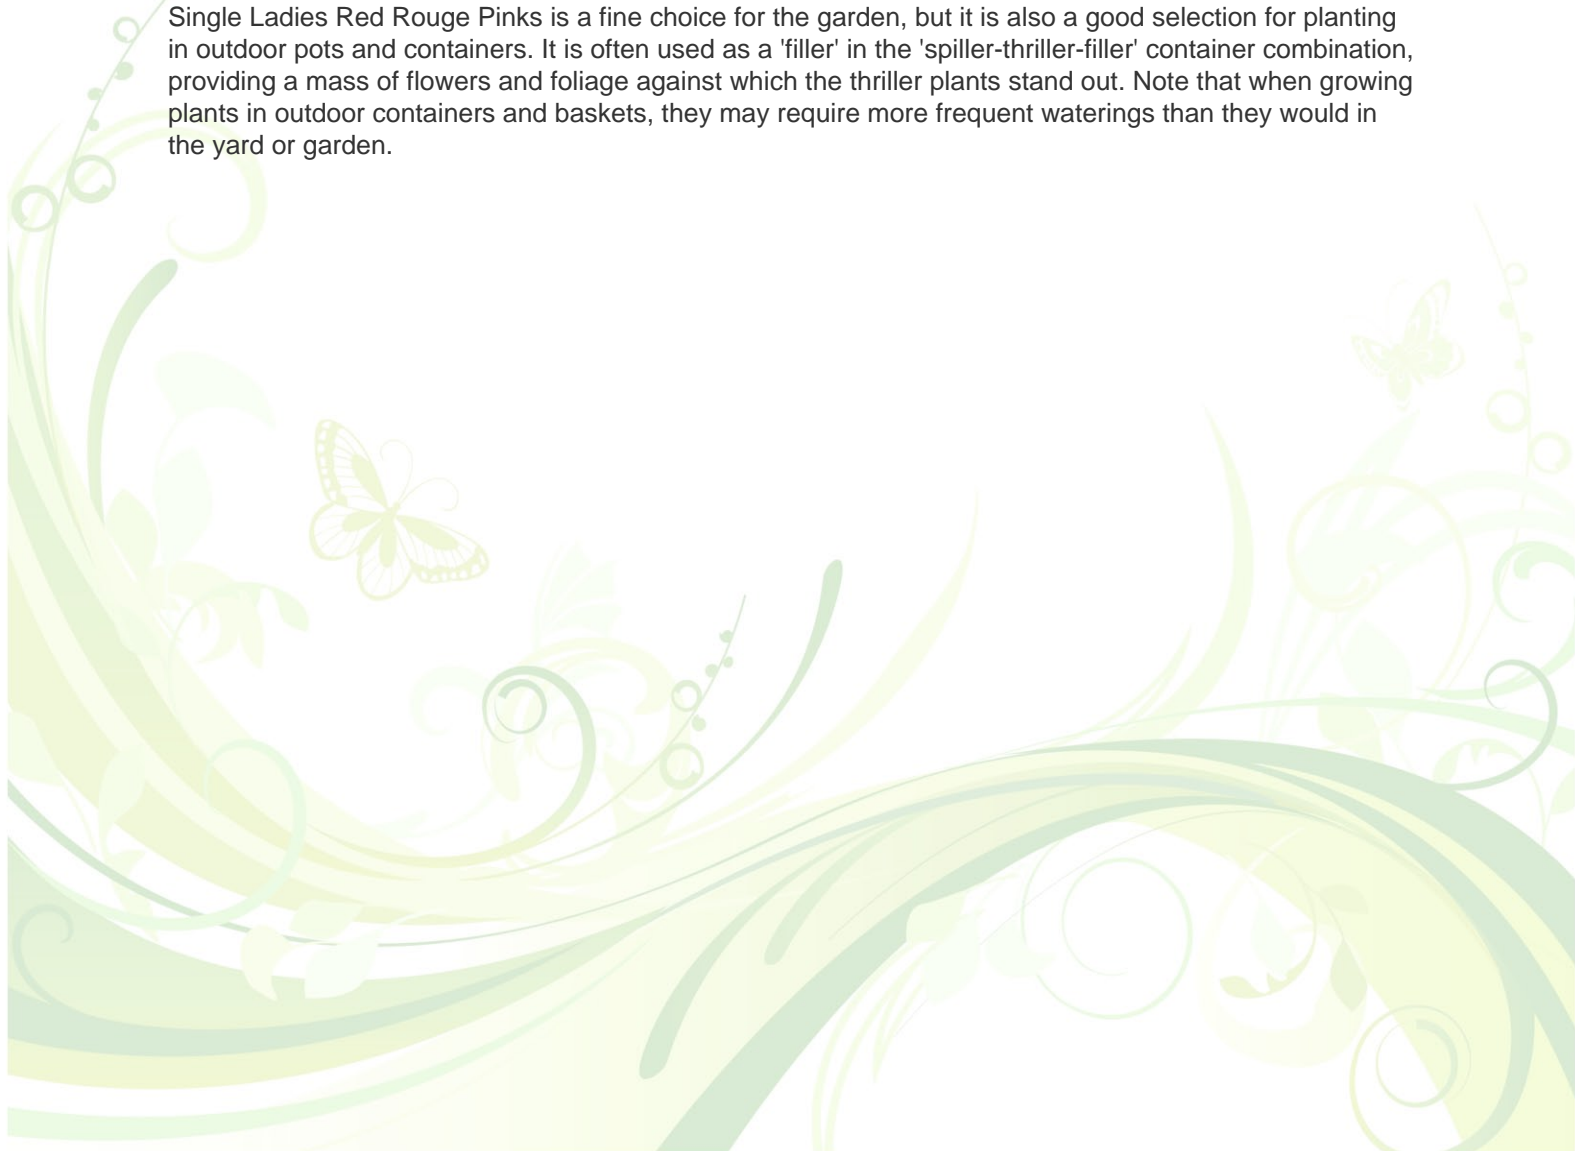 Single Ladies Red Rouge Pinks is a fine choice for the garden, but it is also a good selection for planting
in outdoor pots and containers. It is often used as a 'filler' in the 'spiller-thriller-filler' container combination,
providing a mass of flowers and foliage against which the thriller plants stand out. Note that when growing
plants in outdoor containers and baskets, they may require more frequent waterings than they would in
the yard or garden.